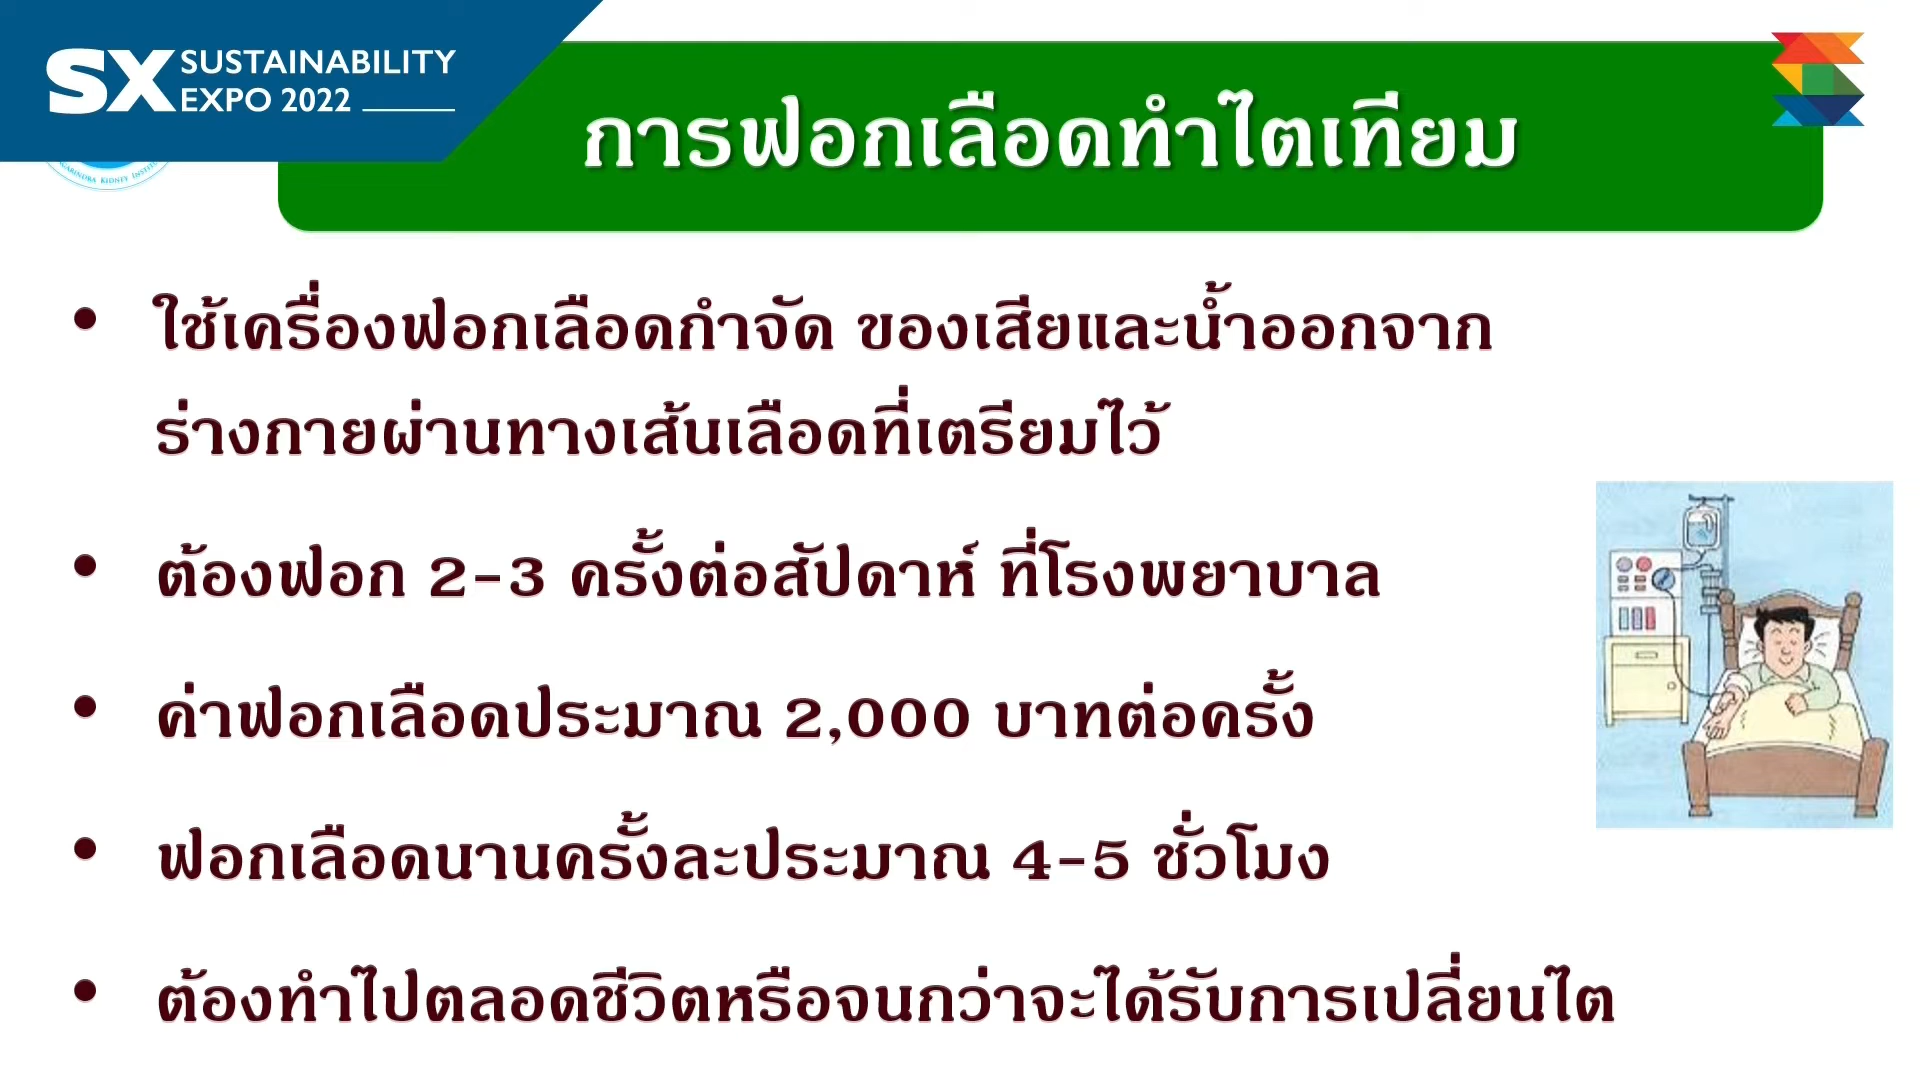 SX SUSTAINABILITY
EXPO 2022
KIDNEY
การฟอกเลือดทำไตเทียม
• ใช้เครื่องฟอกเลือดกำจัด ของเสียและน้ำออกจาก
ร่างกายผ่านทางเส้นเลือดที่เตรียมไว้
• ต้องฟอก 2-3 ครั้งต่อสัปดาห์ ที่โรงพยาบาล
• ค่าฟอกเลือดประมาณ 2,000 บาทต่อครั้ง
• ฟอกเลือดนานครั้งละประมาณ 4-5 ชั่วโมง
• ต้องทำไปตลอดชีวิตหรือจนกว่าจะได้รับการเปลี่ยนไต